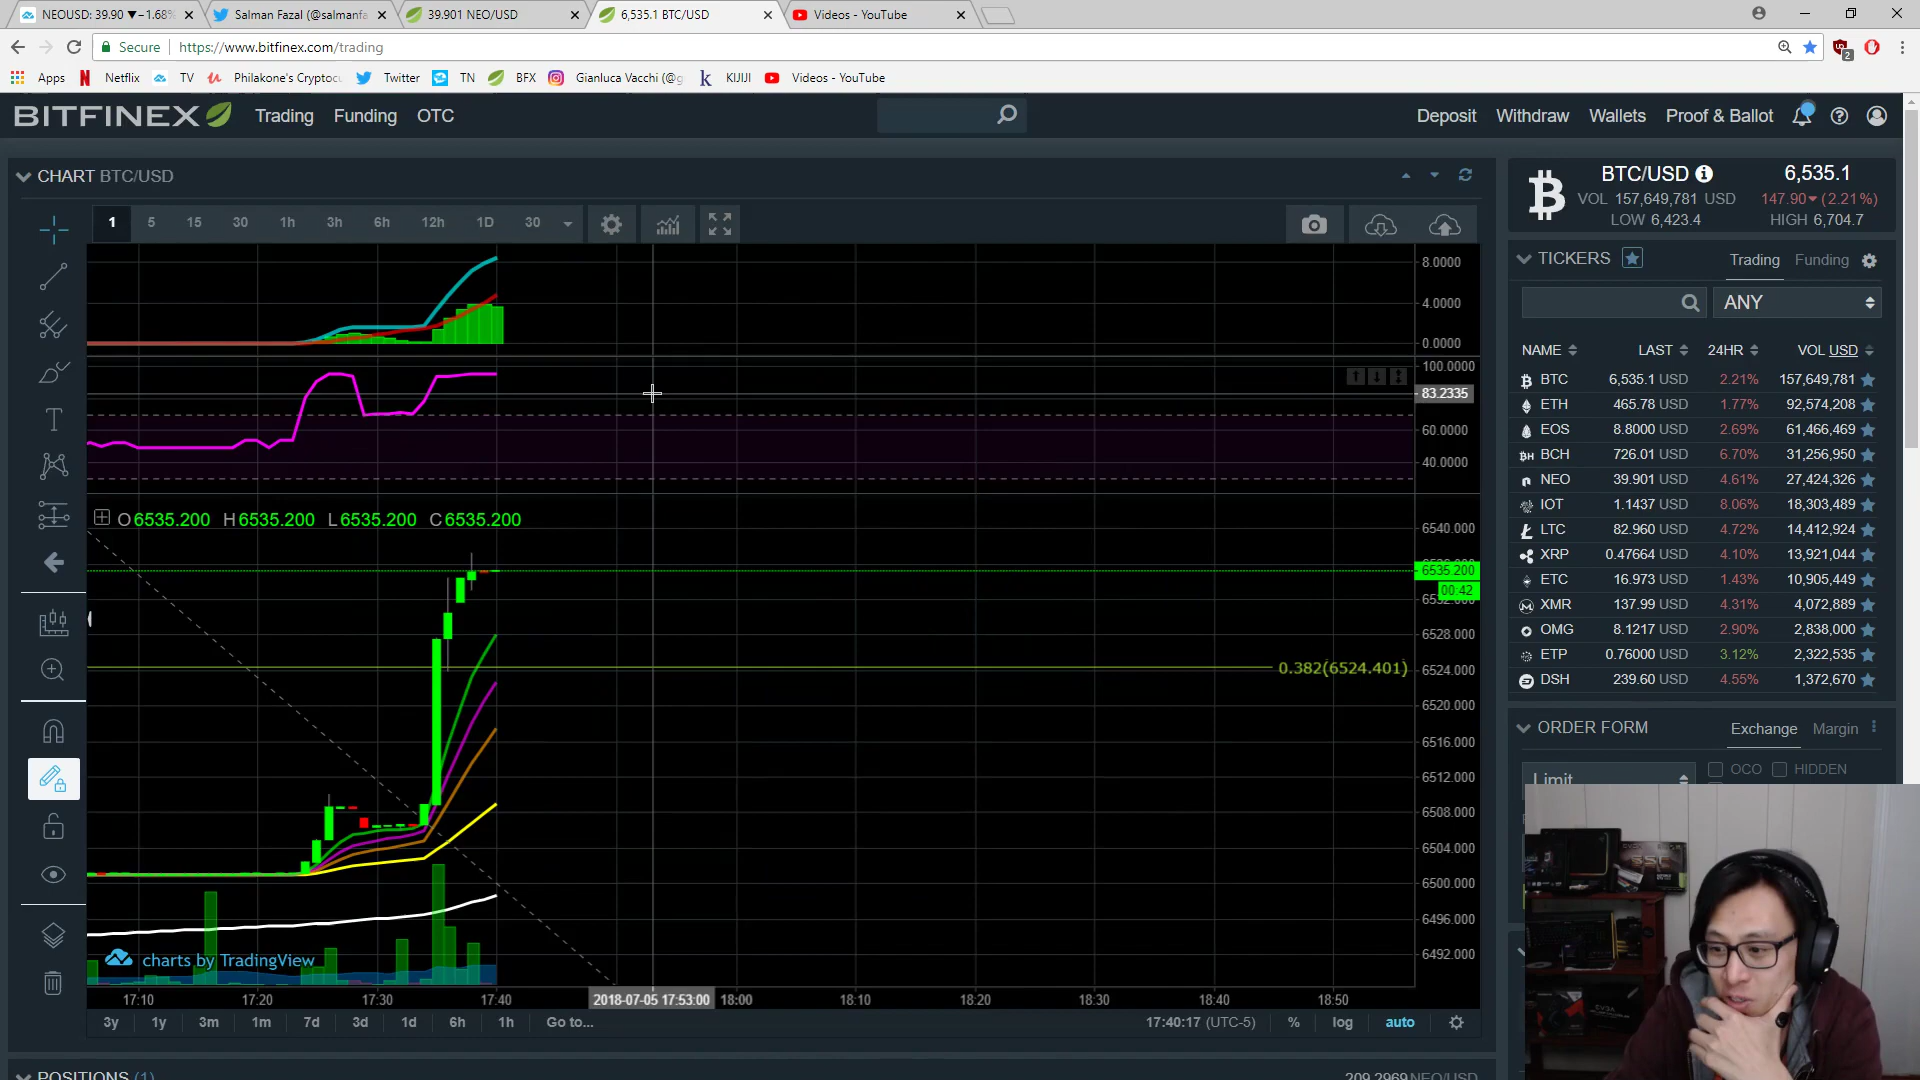 NEOUSD: 39.90 ▼−1.68%
Salman Fazal (@salmanfa
39.901 NEO/USD
6,535.1 BTC/USD
Videos - YouTube
Secure
https://www.bitfinex.com/trading
Apps
Netflix
TV
Philakone's Cryptocu
Twitter
TN
BFX
Gianluca Vacchi (@g
KIJIJI
Videos - YouTube
BITFINEX
Trading
Funding
OTC
Deposit
Withdraw
Wallets
Proof & Ballot
CHART BTC/USD
1
5
15
30
1h
3h
6h
12h
1D
30
8.0000
4.0000
0.0000
100.0000
83.2335
60.0000
40.0000
O 6535.200 H 6535.200 L 6535.200 C 6535.200
6540.000
6535.200
00:42
6528.000
0.382(6524.401)
6524.000
6520.000
6516.000
6512.000
6508.000
6504.000
6500.000
6496.000
6492.000
charts by TradingView
17:10
17:20
17:30
17:40
2018-07-05 17:53:00
18:00
18:10
18:20
18:30
18:40
18:50
3y
1y
3m
1m
7d
3d
1d
6h
1h
Go to...
17:40:17 (UTC-5)
%
log
auto
POSITIONS (1)
209.2969 NEO/USD
BTC/USD
6,535.1
VOL 157,649,781 USD
147.90 ▾ (2.21%)
LOW 6,423.4
HIGH 6,704.7
TICKERS
Trading
Funding
ANY
NAME LAST 24HR VOL USD
BTC 6,535.1 USD 2.21% 157,649,781
ETH 465.78 USD 1.77% 92,574,208
EOS 8.8000 USD 2.69% 61,466,469
BCH 726.01 USD 6.70% 31,256,950
NEO 39.901 USD 4.61% 27,424,326
IOT 1.1437 USD 8.06% 18,303,489
LTC 82.960 USD 4.72% 14,412,924
XRP 0.47664 USD 4.10% 13,921,044
ETC 16.973 USD 1.43% 10,905,449
XMR 137.99 USD 4.31% 4,072,889
OMG 8.1217 USD 2.90% 2,838,000
ETP 0.76000 USD 3.12% 2,322,535
DSH 239.60 USD 4.55% 1,372,670
ORDER FORM
Exchange
Margin
Limit
OCO
HIDDEN